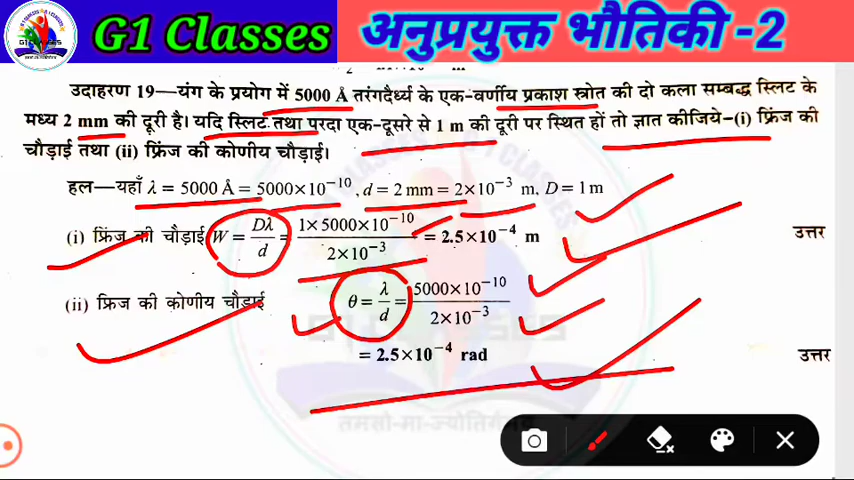 G1 Classes
अनुप्रयुक्त भौतिकी -2
उदाहरण 19—यंग के प्रयोग में 5000 Å तरंगदैर्ध्य के एक-वर्णीय प्रकाश स्रोत की दो कला सम्बद्ध स्लिट के
मध्य 2 mm की दूरी है। यदि स्लिट तथा परदा एक-दूसरे से 1 m की दूरी पर स्थित हों तो ज्ञात कीजिये–(i) फ्रिंज की
चौड़ाई तथा (ii) फ्रिंज की कोणीय चौड़ाई।
हल—यहाँ λ = 5000 Å = 5000×10⁻¹⁰, d = 2 mm = 2×10⁻³ m, D = 1 m
(i) फ्रिंज की चौड़ाई W = Dλ/d = 1×5000×10⁻¹⁰/2×10⁻³ = 2.5×10⁻⁴ m उत्तर
(ii) फ्रिज की कोणीय चौड़ाई θ = λ/d = 5000×10⁻¹⁰/2×10⁻³
= 2.5×10⁻⁴ rad उत्तर
तमसो-मा-ज्योतिर्गमय